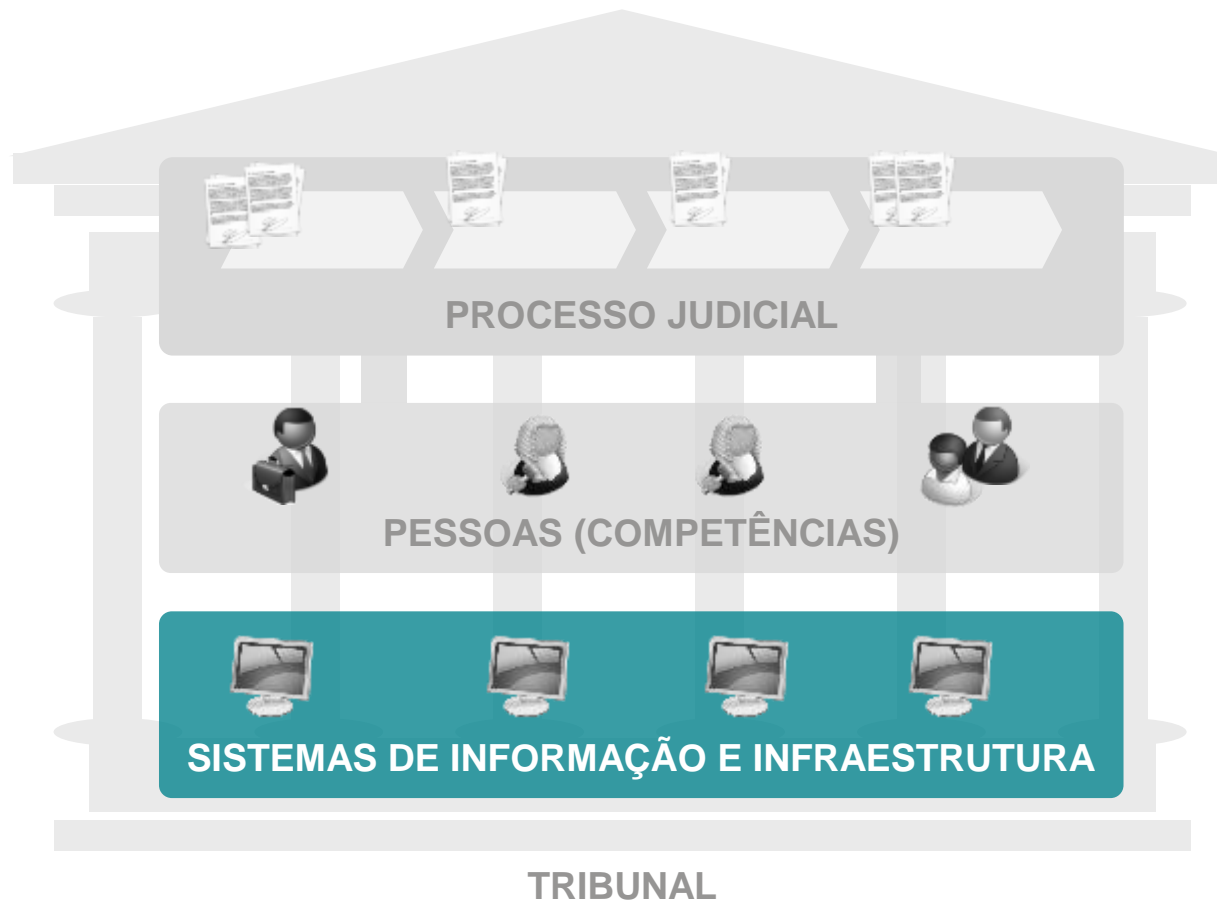 PROCESSO JUDICIAL
PESSOAS (COMPETÊNCIAS)
SISTEMAS DE INFORMAÇÃO E INFRAESTRUTURA
TRIBUNAL